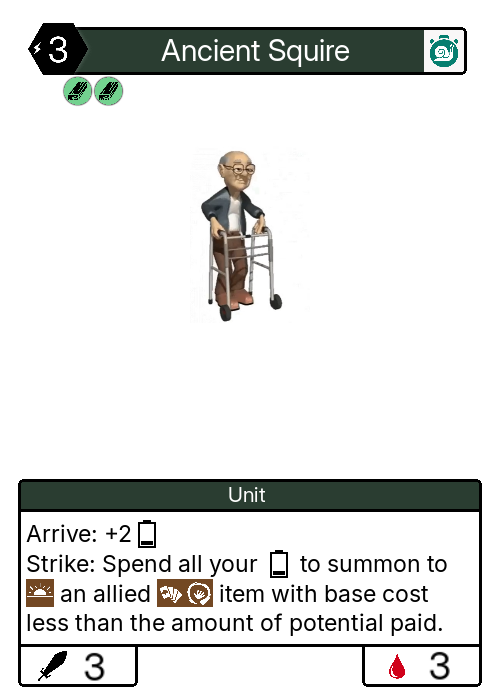 3
Ancient Squire
Unit
Arrive: +2
Strike: Spend all your to summon to
an allied item with base cost
less than the amount of potential paid.
3
3